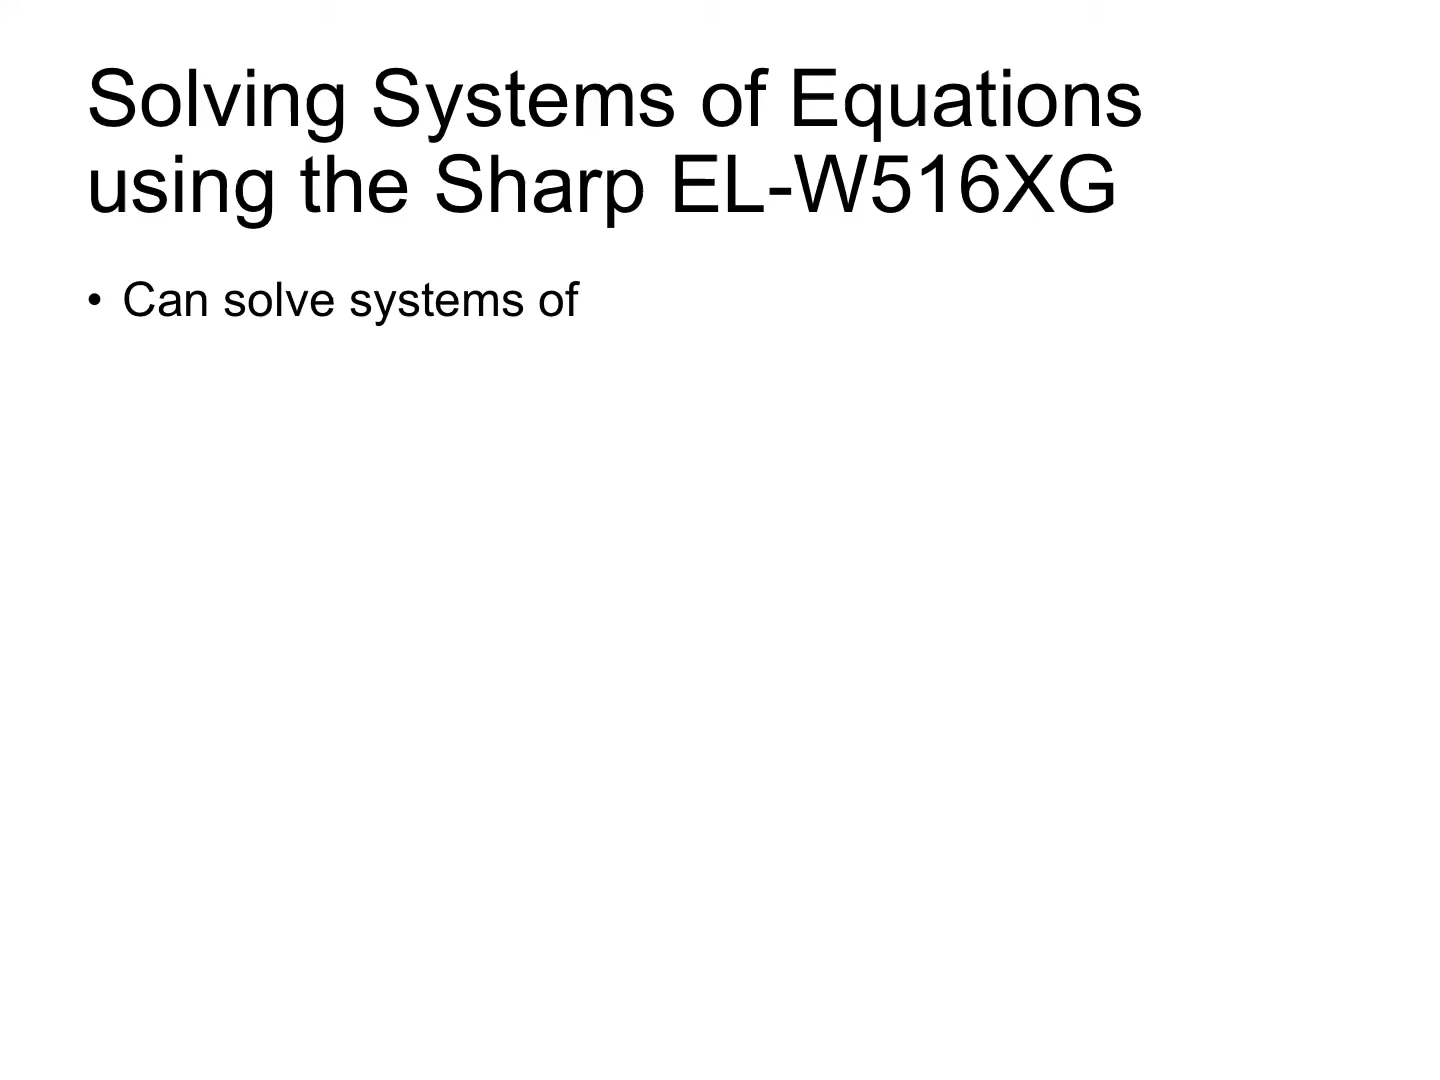 Solving Systems of Equations
using the Sharp EL-W516XG
• Can solve systems of